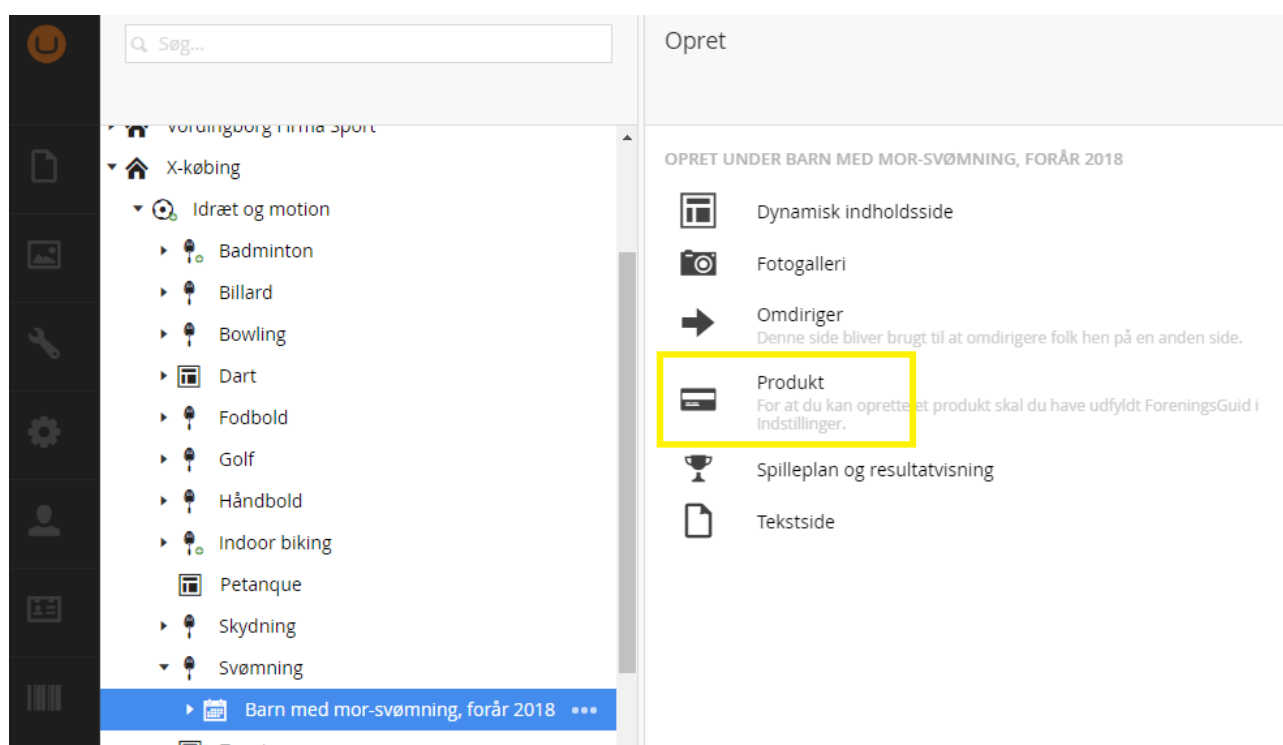 Søg...
Opret
Vordingborg Firma Sport
X-købing
Idræt og motion
Badminton
Billard
Bowling
Dart
Fodbold
Golf
Håndbold
Indoor biking
Petanque
Skydning
Svømning
Barn med mor-svømning, forår 2018
OPRET UNDER BARN MED MOR-SVØMNING, FORÅR 2018
Dynamisk indholdsside
Fotogalleri
Omdiriger
Denne side bliver brugt til at omdirigere folk hen på en anden side.
Produkt
For at du kan oprette et produkt skal du have udfyldt ForeningsGuid i
Indstillinger.
Spilleplan og resultatvisning
Tekstside